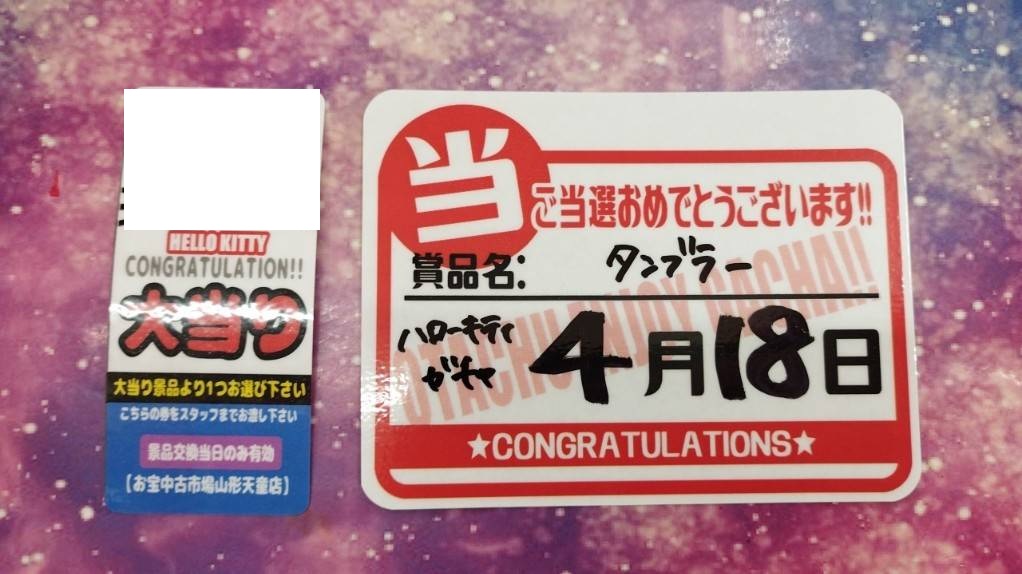 HELLO KITTY
CONGRATULATION!!
大当り
大当り景品より1つお選び下さい
こちらの券をスタッフまでお渡し下さい
景品交換当日のみ有効
【お宝中古市場山形天童店】
当
ご当選おめでとうございます!!
賞品名: タンブラー
ハローキティ
ガチャ
4月18日
OTACHU ENJOY GACHA!!
★CONGRATULATIONS★